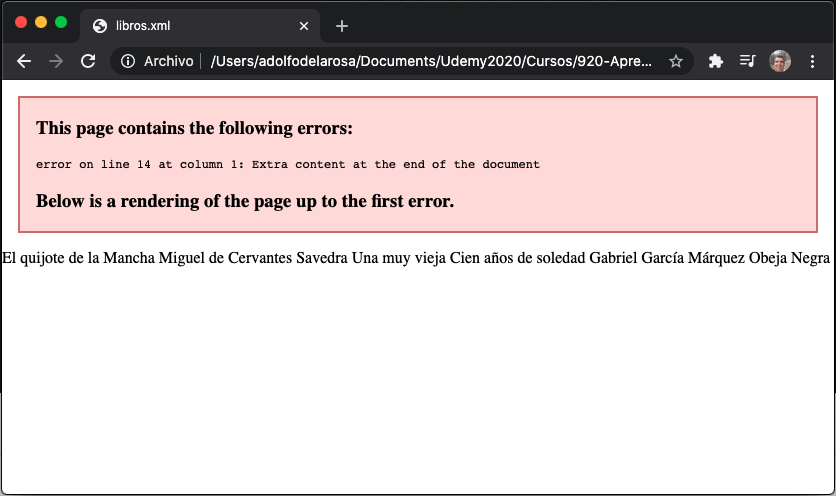 libros.xml
Archivo /Users/adolfodelarosa/Documents/Udemy2020/Cursos/920-Apre...
This page contains the following errors:
error on line 14 at column 1: Extra content at the end of the document
Below is a rendering of the page up to the first error.
El quijote de la Mancha Miguel de Cervantes Savedra Una muy vieja Cien años de soledad Gabriel García Márquez Obeja Negra